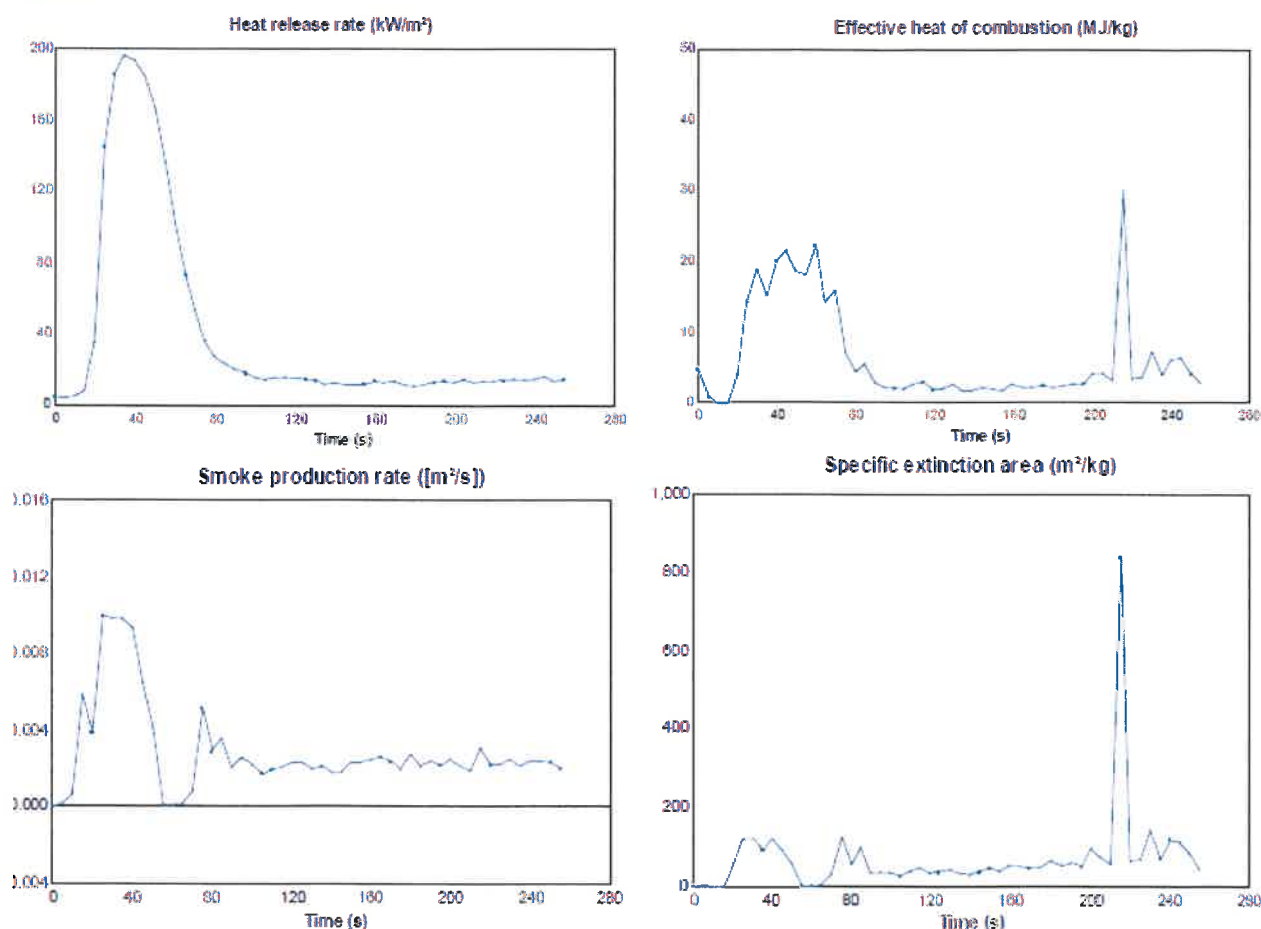 Heat release rate (kW/m²)
200
160
120
80
40
0
0 40 80 120 160 200 240 280
Time (s)
Effective heat of combustion (MJ/kg)
50
40
30
20
10
0
0 40 80 120 160 200 240 280
Time (s)
Smoke production rate ([m²/s])
0.016
0.012
0.008
0.004
0.000
0.004
0 40 80 120 160 200 240 280
Time (s)
Specific extinction area (m²/kg)
1,000
800
600
400
200
0
0 40 80 120 160 200 240 280
Time (s)